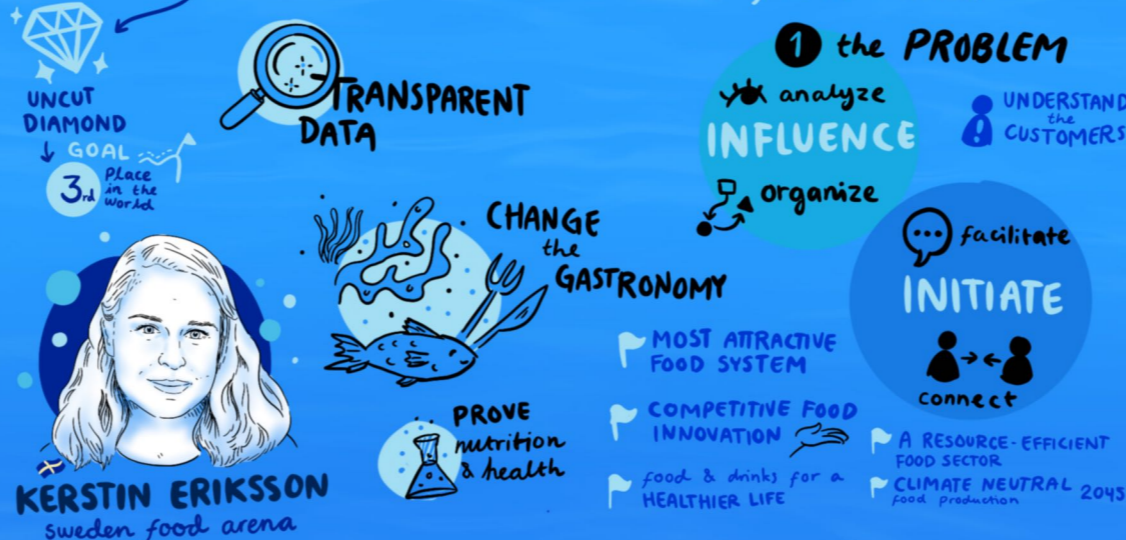 UNCUT
DIAMOND
GOAL
3rd Place
in the
world
TRANSPARENT
DATA
CHANGE
the
GASTRONOMY
PROVE
nutrition
& health
KERSTIN ERIKSSON
sweden food arena
1 the PROBLEM
analyze
INFLUENCE
organize
UNDERSTAND
the
CUSTOMERS
facilitate
INITIATE
connect
MOST ATTRACTIVE
FOOD SYSTEM
COMPETITIVE FOOD
INNOVATION
food & drinks for a
HEALTHIER LIFE
A RESOURCE-EFFICIENT
FOOD SECTOR
CLIMATE NEUTRAL 2045
food production